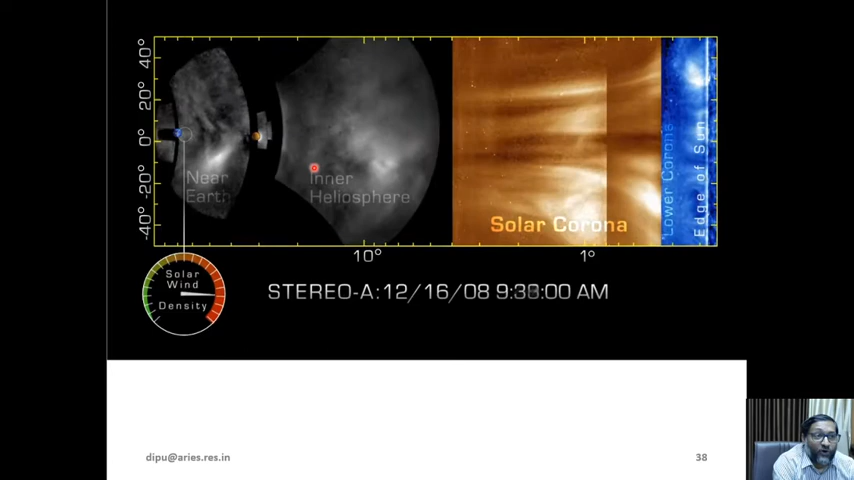 40°
20°
0°
-20°
-40°
Near
Earth
Inner
Heliosphere
Solar Corona
Lower Corona
Edge of Sun
10°
1°
Solar
Wind
Density
STEREO-A:12/16/08 9:38:00 AM
dipu@aries.res.in
38